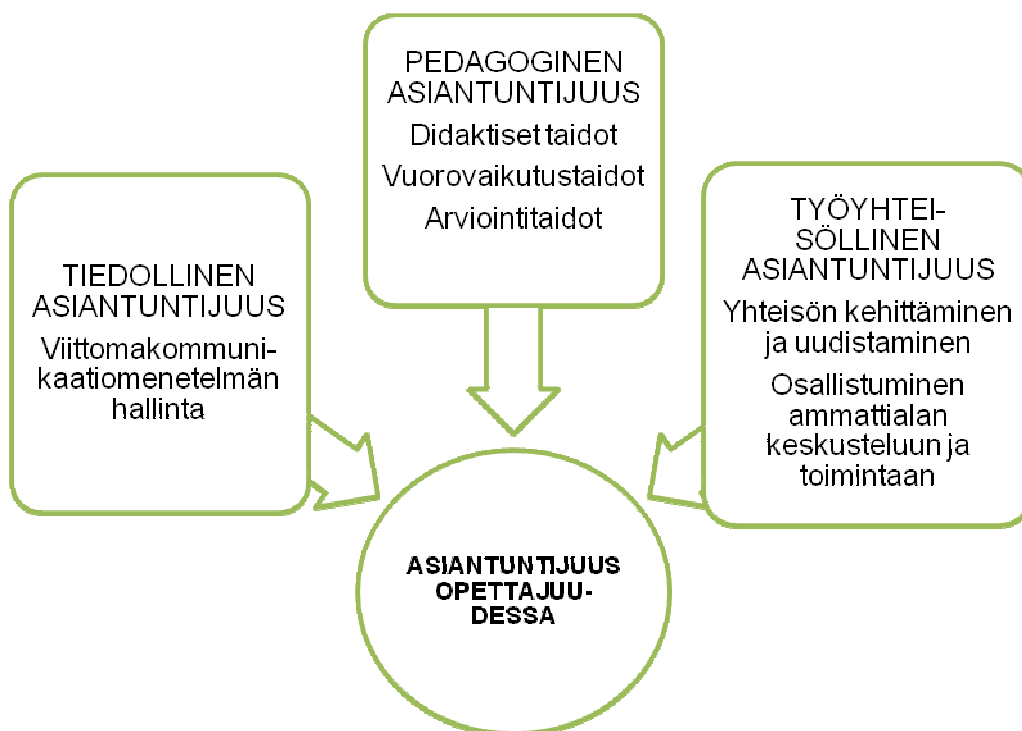 PEDAGOGINEN
ASIANTUNTIJUUS
Didaktiset taidot
Vuorovaikutustaidot
Arviointitaidot
TIEDOLLINEN
ASIANTUNTIJUUS
Viittomakommuni-
kaatiomenetelmän
hallinta
TYÖYHTEI-
SÖLLINEN
ASIANTUNTIJUUS
Yhteisön kehittäminen
ja uudistaminen
Osallistuminen
ammattialan
keskusteluun ja
toimintaan
ASIANTUNTIJUUS
OPETTAJUU-
DESSA